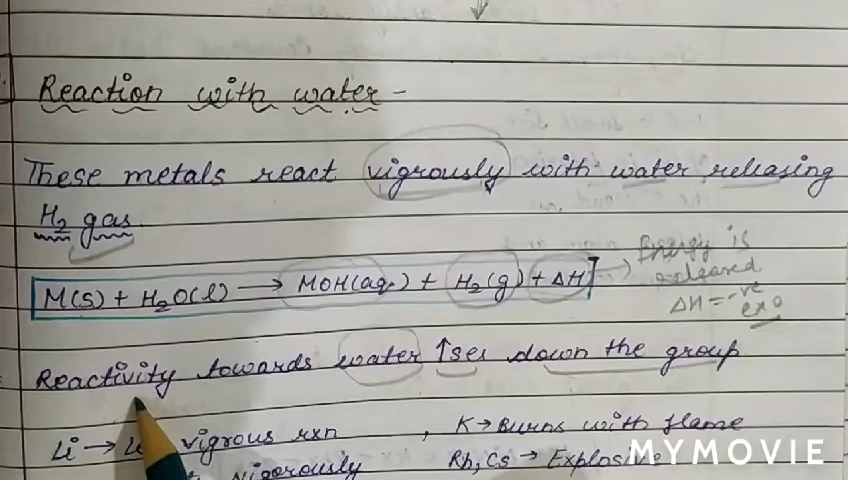 Reaction with water -
These metals react vigrously with water releasing
H₂ gas
M(s) + H₂O(l) → MOH(aq.) + H₂(g) + ΔH] → Energy is
released
ΔH = -ve
exo
Reactivity towards water ↑ses down the group
Li → vigrous rxn , K → Burns with flame
vigorously Rb, Cs → Explosive
MYMOVIE